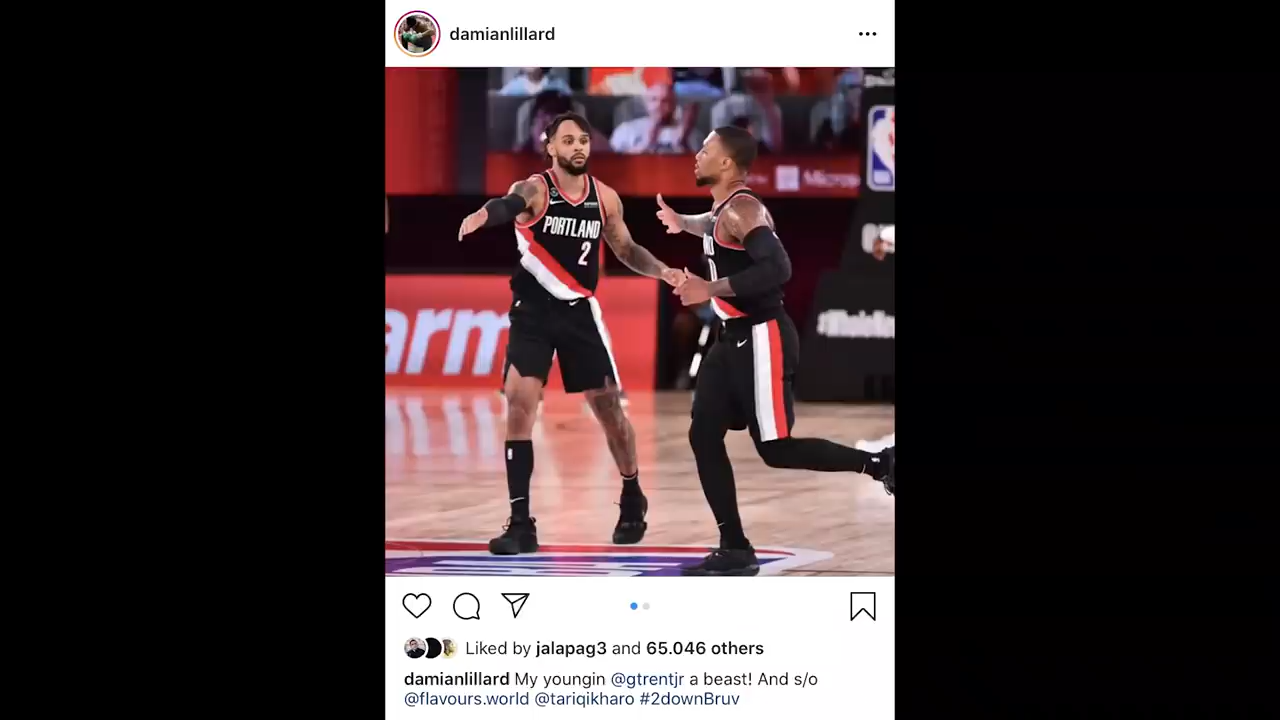 damianlillard
PORTLAND
2
arm
Liked by jalapag3 and 65.046 others
damianlillard My youngin @gtrentjr a beast! And s/o
@flavours.world @tariqikharo #2downBruv